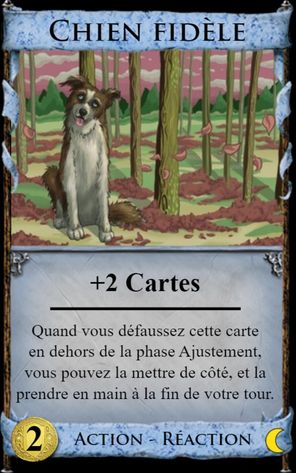 CHIEN FIDÈLE
+2 Cartes
Quand vous défaussez cette carte
en dehors de la phase Ajustement,
vous pouvez la mettre de côté, et la
prendre en main à la fin de votre tour.
2 ACTION - RÉACTION